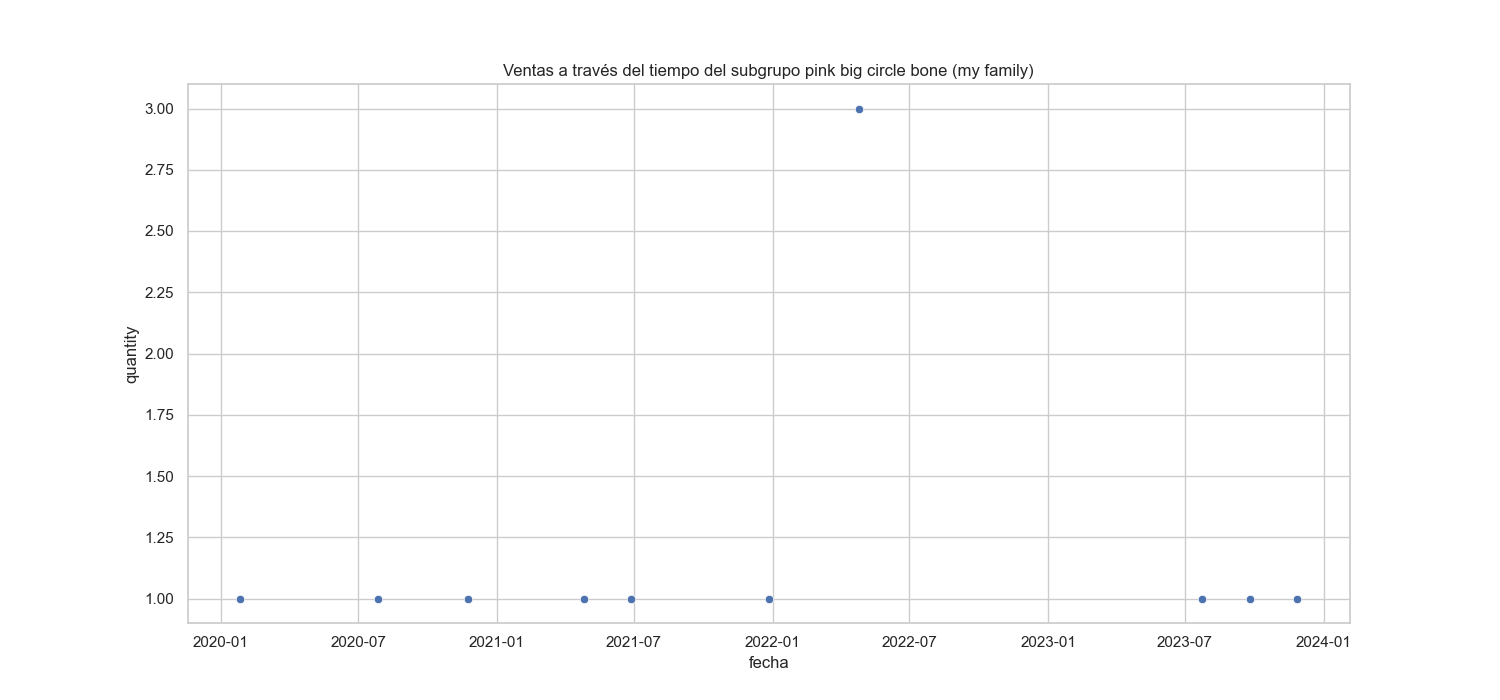 Ventas a través del tiempo del subgrupo pink big circle bone (my family)
3.00
2.75
2.50
2.25
2.00
1.75
1.50
1.25
1.00
quantity
2020-01 2020-07 2021-01 2021-07 2022-01 2022-07 2023-01 2023-07 2024-01
fecha